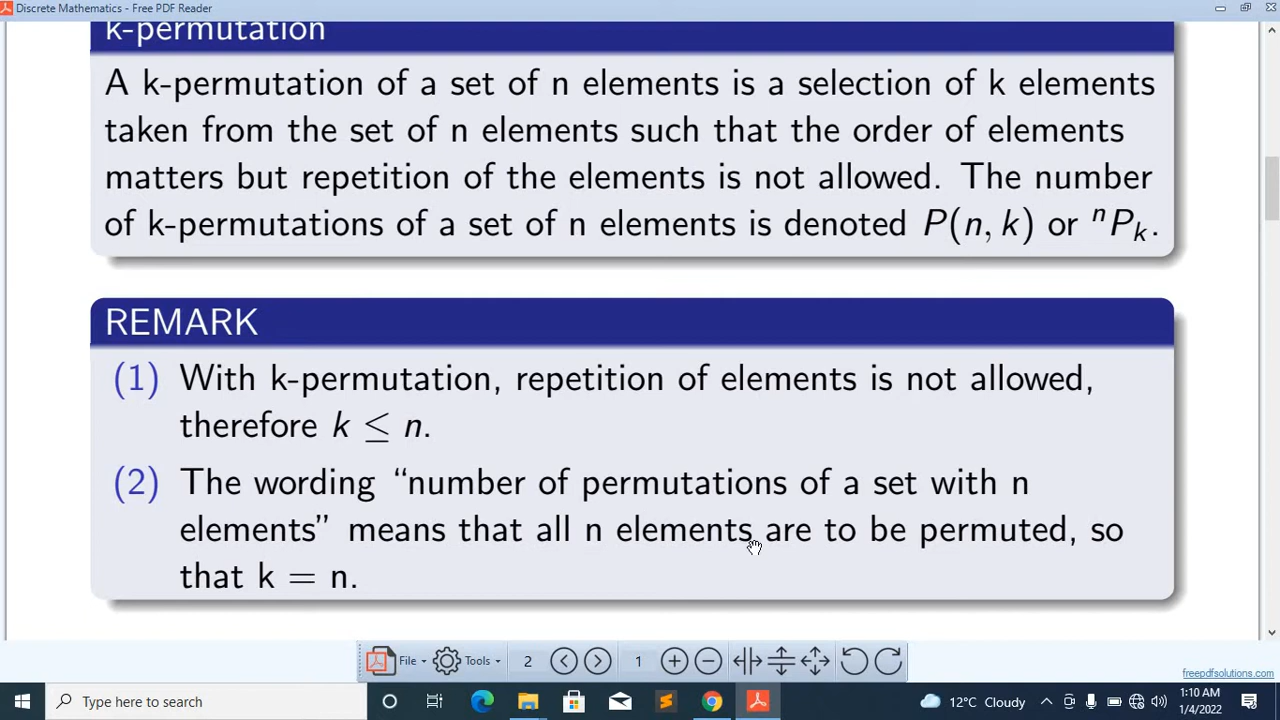 Discrete Mathematics - Free PDF Reader
k-permutation
A k-permutation of a set of n elements is a selection of k elements
taken from the set of n elements such that the order of elements
matters but repetition of the elements is not allowed. The number
of k-permutations of a set of n elements is denoted P(n, k) or ⁿPₖ.
REMARK
(1) With k-permutation, repetition of elements is not allowed,
therefore k ≤ n.
(2) The wording “number of permutations of a set with n
elements” means that all n elements are to be permuted, so
that k = n.
File Tools 2 1
freepdfsolutions.com
Type here to search
12°C Cloudy
1:10 AM
1/4/2022